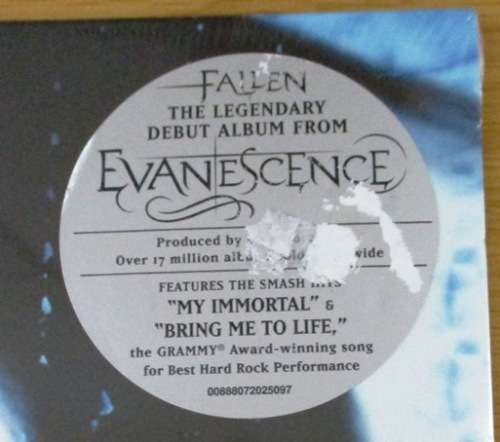 FALLEN
THE LEGENDARY
DEBUT ALBUM FROM
EVANESCENCE
Produced by
Over 17 million wide
FEATURES THE SMASH HITS
"MY IMMORTAL" &
"BRING ME TO LIFE,"
the GRAMMY® Award-winning song
for Best Hard Rock Performance
00888072025097